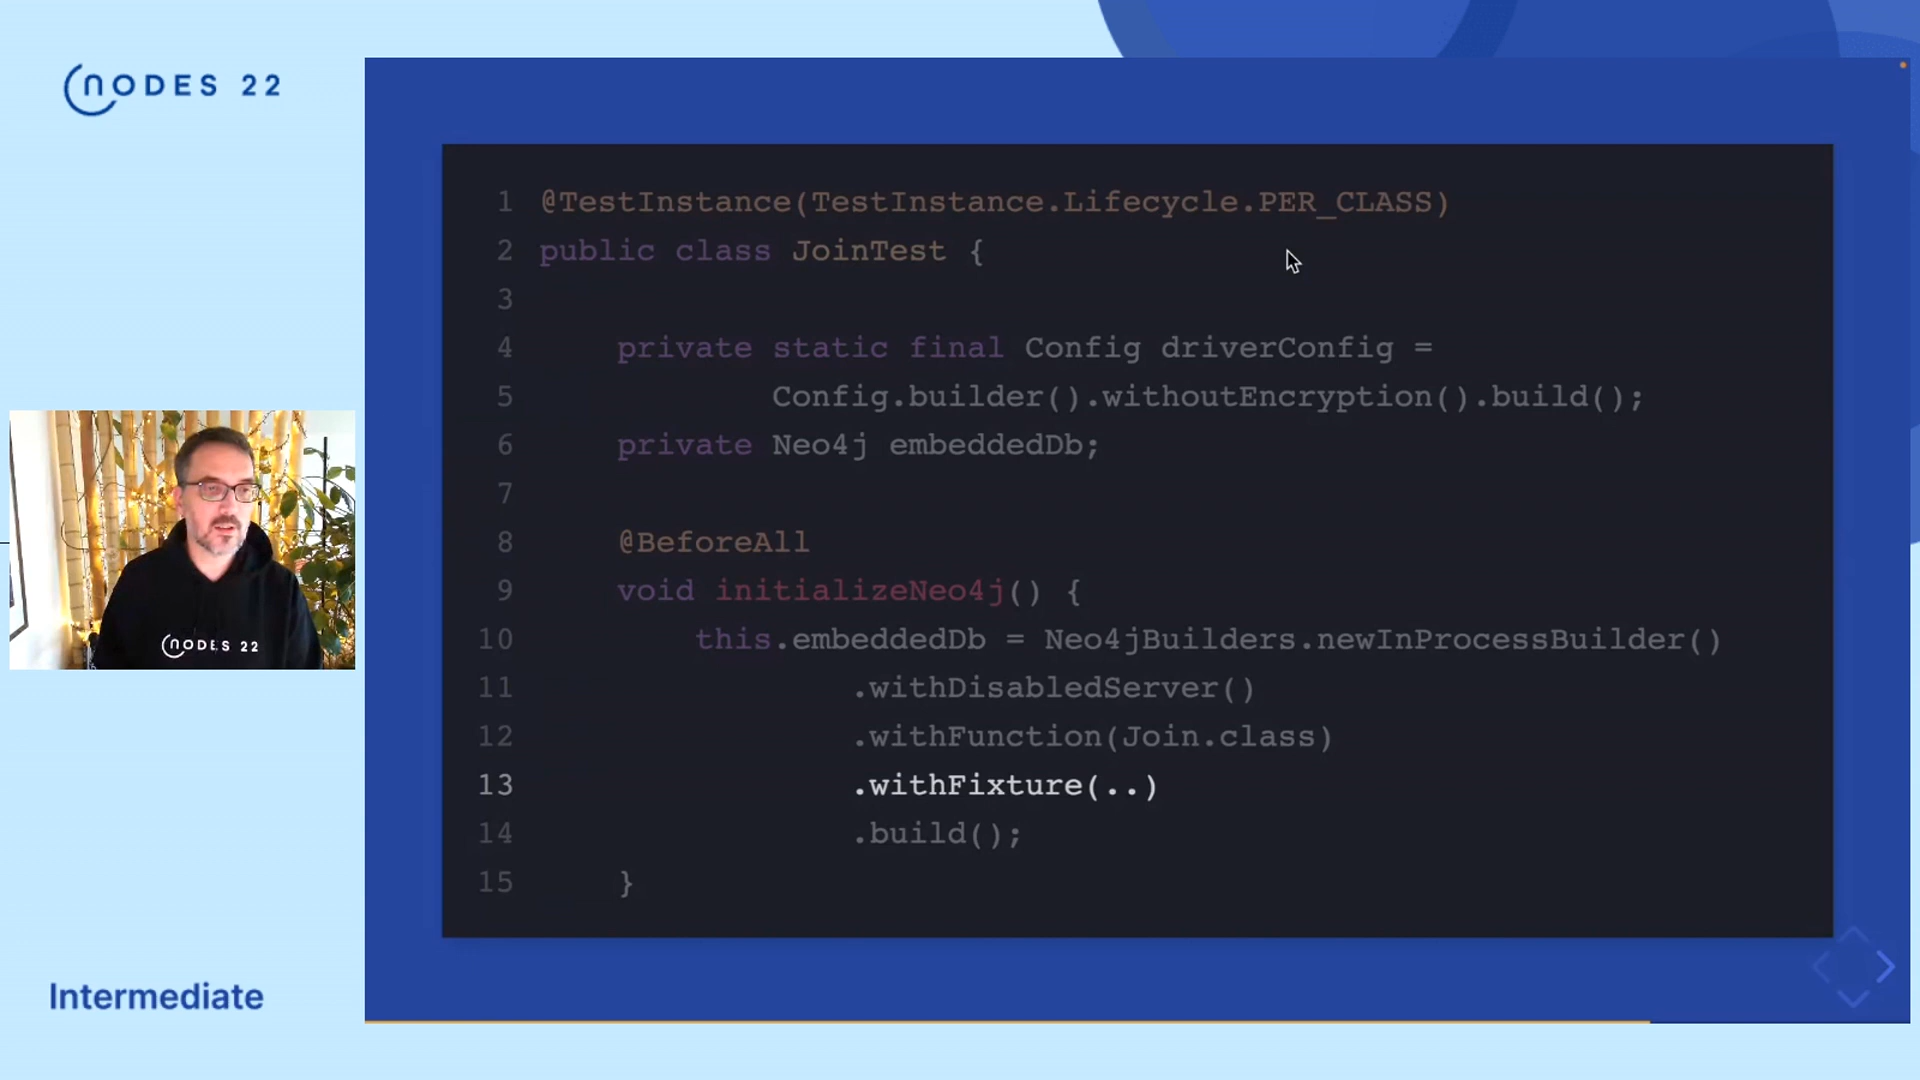 NODES 22
1 @TestInstance(TestInstance.Lifecycle.PER_CLASS)
2 public class JoinTest {
3
4 private static final Config driverConfig =
5 Config.builder().withoutEncryption().build();
6 private Neo4j embeddedDb;
7
8 @BeforeAll
9 void initializeNeo4j() {
10 this.embeddedDb = Neo4jBuilders.newInProcessBuilder()
11 .withDisabledServer()
12 .withFunction(Join.class)
13 .withFixture(..)
14 .build();
15 }
NODES 22
Intermediate